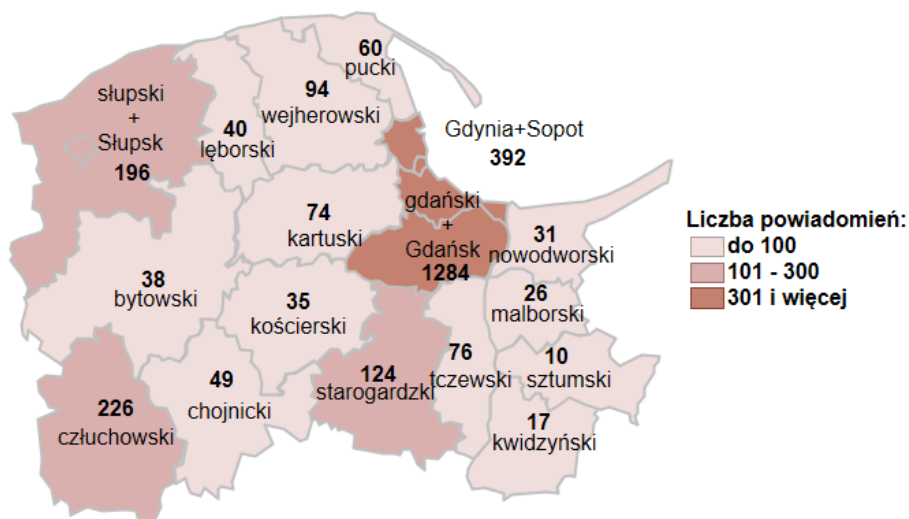 60
pucki
94
wejherowski
słupski
+
Słupsk
196
40
lęborski
Gdynia+Sopot
392
74
kartuski
gdański
+
Gdańsk
1284
31
nowodworski
38
bytowski
35
kościerski
26
malborski
226
człuchowski
49
chojnicki
124
starogardzki
76
tczewski
10
sztumski
17
kwidzyński
Liczba powiadomień:
do 100
101 - 300
301 i więcej